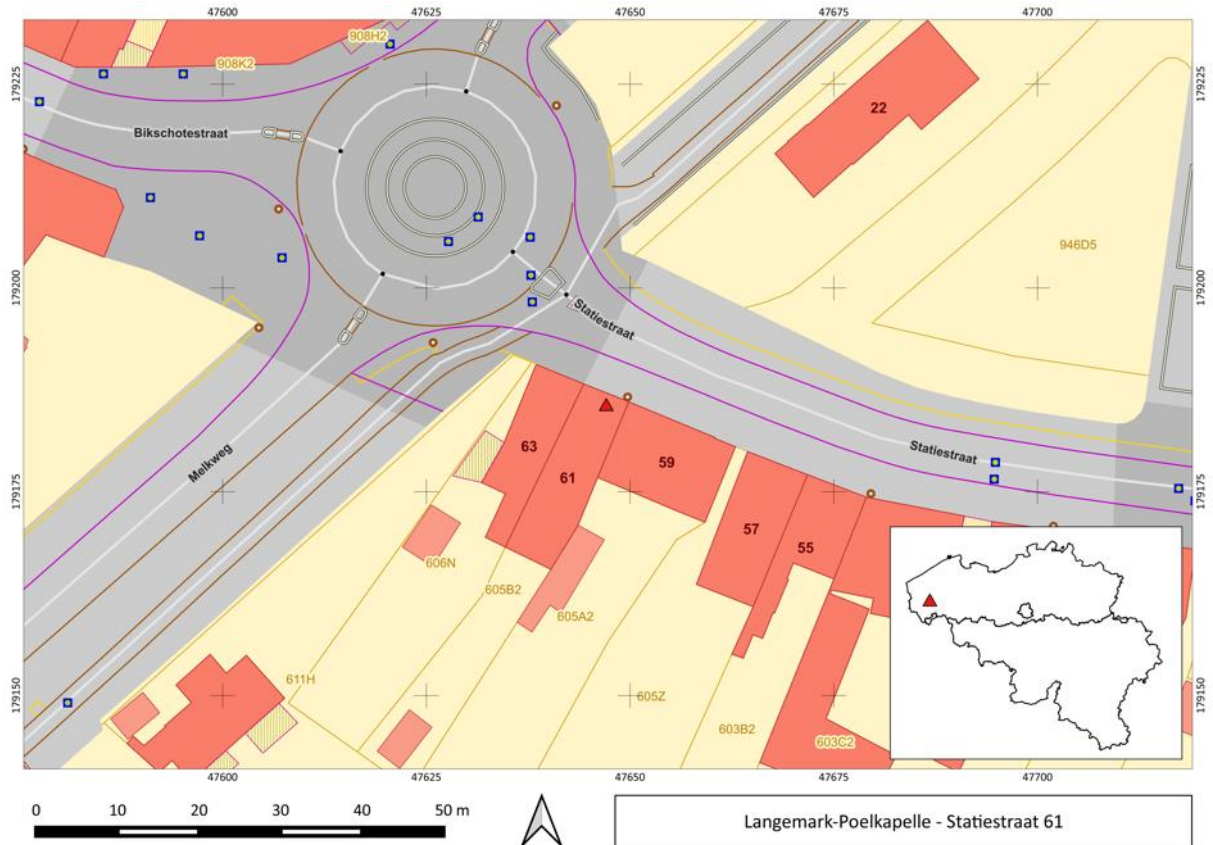 47600 47625 47650 47675 47700
179225
179225
908H2
908K2
Bikschotestraat
22
946D5
179200
179200
Statiestraat
Statiestraat
Melkweg
63
61
59
57
55
179175
179175
606N
605B2
605A2
611H
605Z
603B2
603C2
179150
179150
47600 47625 47650 47675 47700
0 10 20 30 40 50 m
Langemark-Poelkapelle - Statiestraat 61